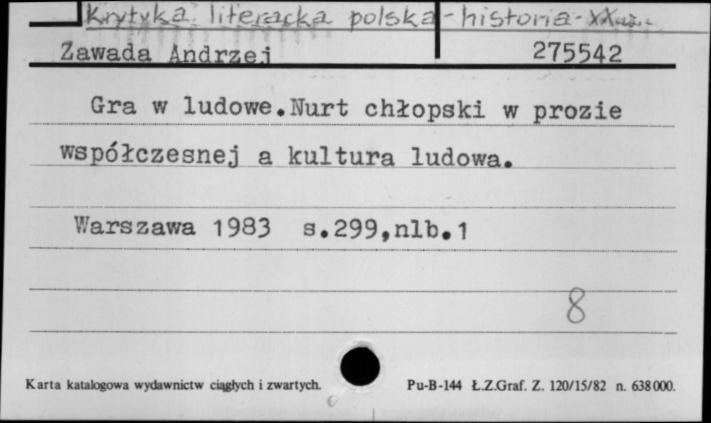 Krytyka literacka polska - historia - XX w.
Zawada Andrzej 275542
Gra w ludowe.Nurt chłopski w prozie
współczesnej a kultura ludowa.
Warszawa 1983 s.299,nlb.1
8
Karta katalogowa wydawnictw ciągłych i zwartych. Pu-B-144 Ł.Z.Graf. Z. 120/15/82 n. 638000.